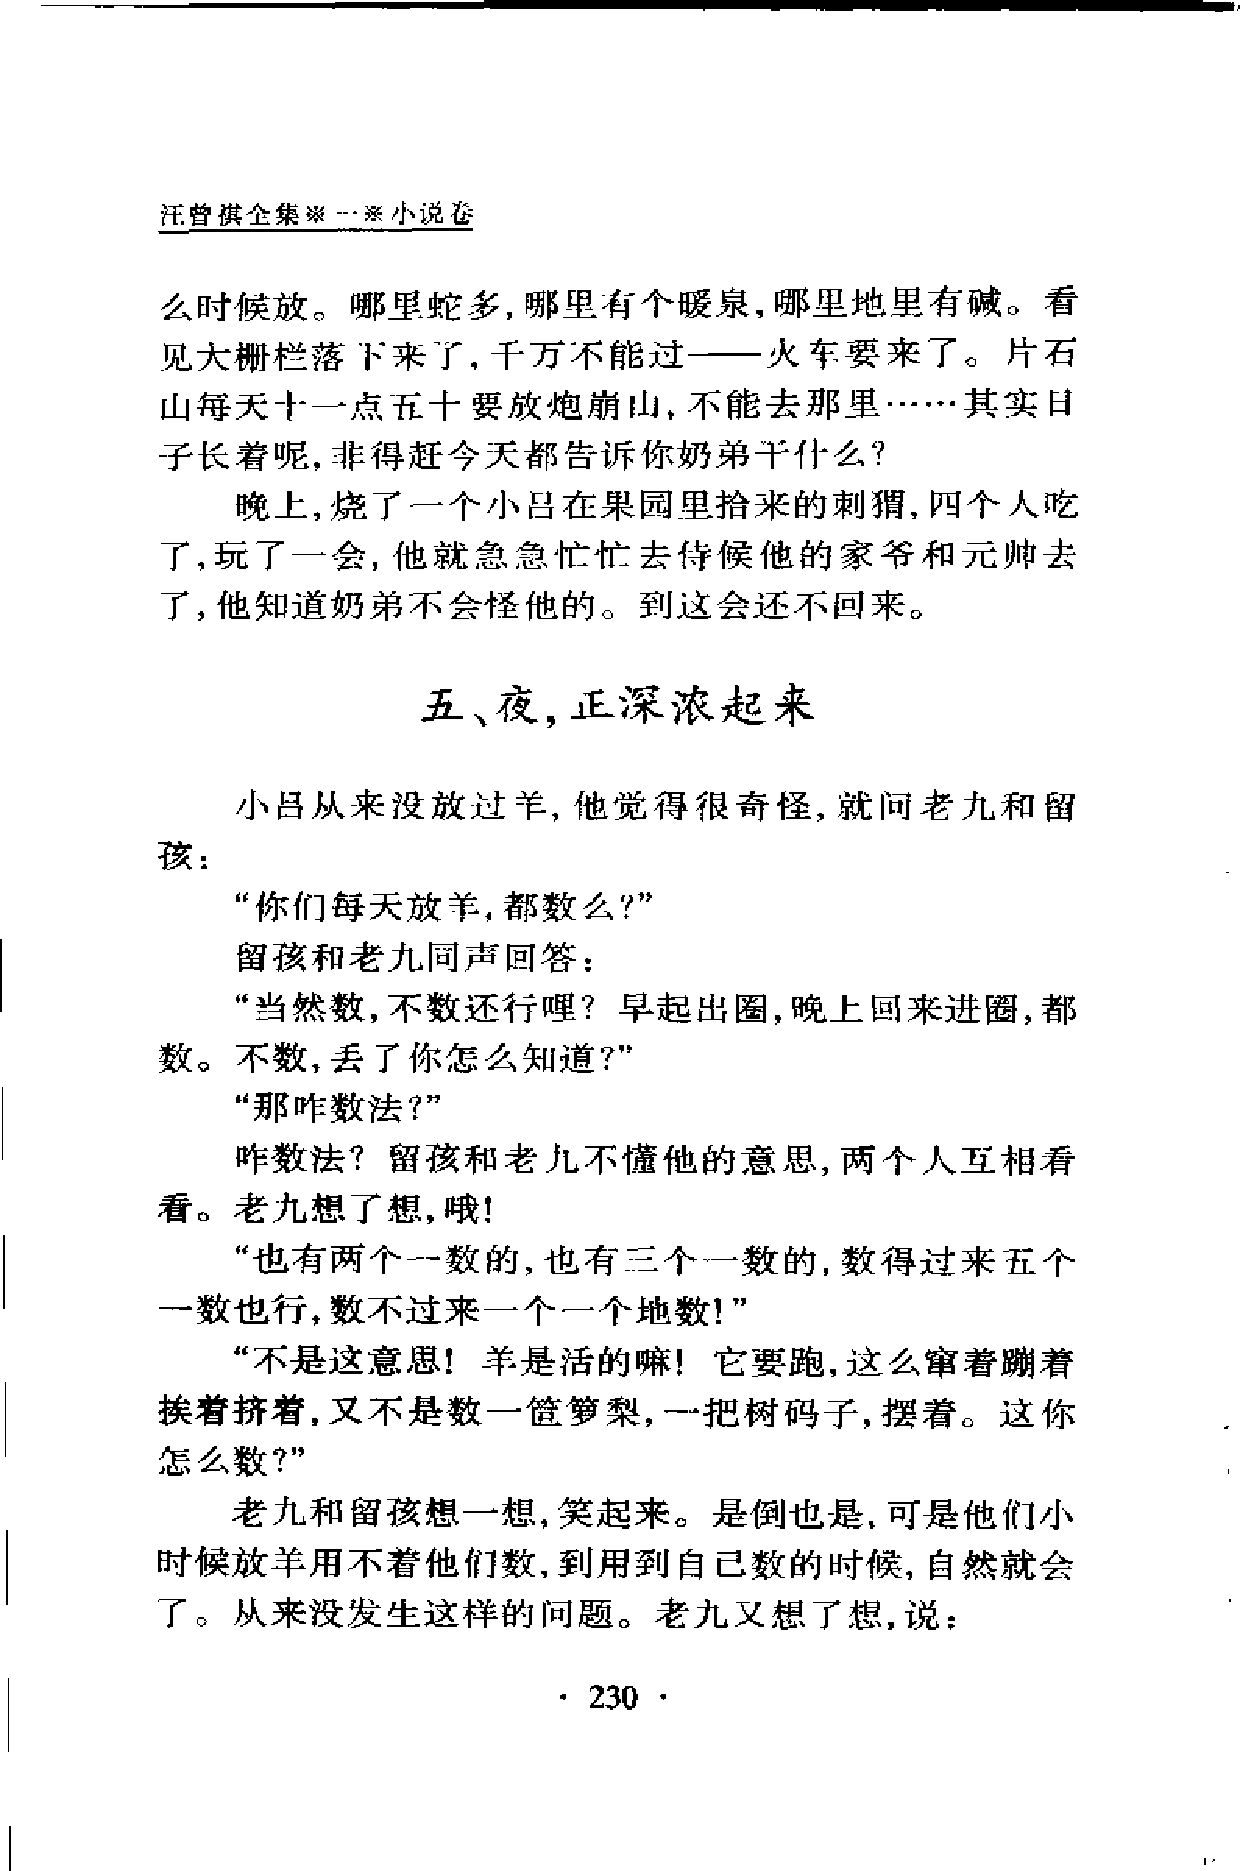 汪曾祺全集※一※小说卷
么时候放。哪里蛇多,哪里有个暖泉,哪里地里有碱。看
见大栅栏落下来了,千万不能过——火车要来了。片石
山每天十一点五十要放炮崩山,不能去那里……其实日
子长着呢,非得赶今天都告诉你奶弟干什么?
晚上,烧了一个小吕在果园里拾来的刺猬,四个人吃
了,玩了一会,他就急急忙忙去侍候他的家爷和元帅去
了,他知道奶弟不会怪他的。到这会还不回来。
五、夜,正深浓起来
小吕从来没放过羊,他觉得很奇怪,就问老九和留
孩:
“你们每天放羊,都数么?”
留孩和老九同声回答:
“当然数,不数还行哩?早起出圈,晚上回来进圈,都
数。不数,丢了你怎么知道?”
“那咋数法?”
咋数法?留孩和老九不懂他的意思,两个人互相看
看。老九想了想,哦!
“也有两个一数的,也有三个一数的,数得过来五个
一数也行,数不过来一个一个地数!”
“不是这意思!羊是活的嘛!它要跑,这么窜着蹦着
挨着挤着,又不是数一筐箩梨,一把树码子,摆着。这你
怎么数?”
老九和留孩想一想,笑起来。是倒也是,可是他们小
时候放羊用不着他们数,到用到自己数的时候,自然就会
了。从来没发生这样的问题。老九又想了想,说:
· 230 ·